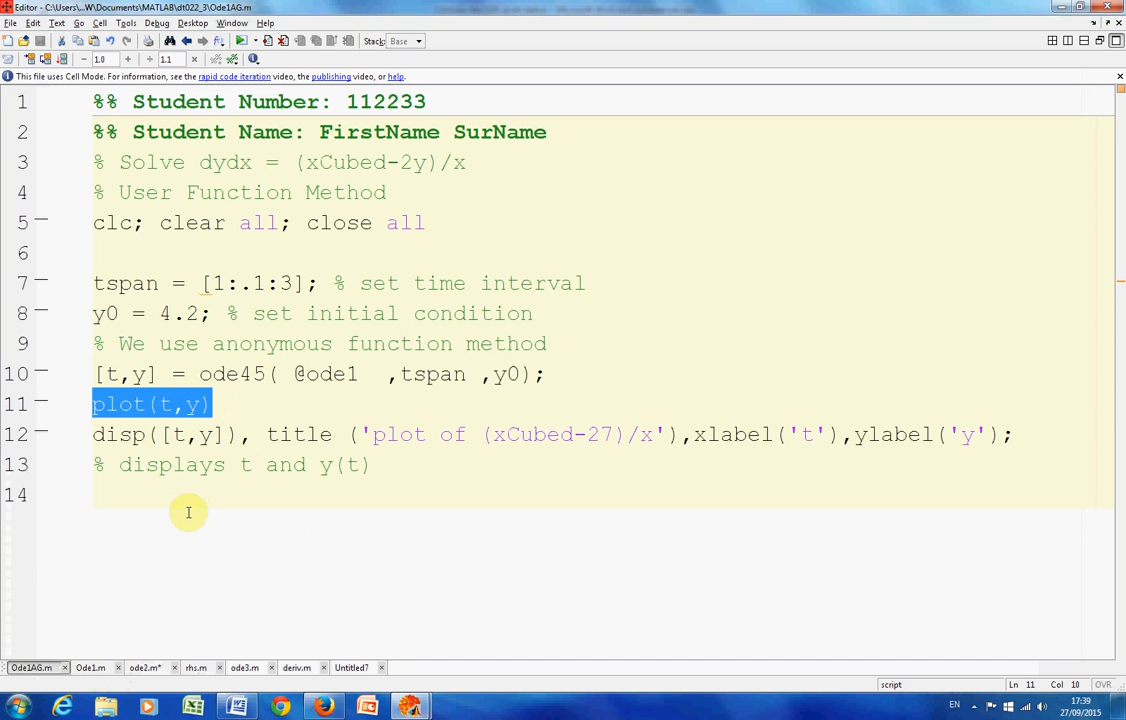 Editor - C:\Users\...W\Documents\MATLAB\dt022_3\Ode1AG.m
File Edit Text Go Cell Tools Debug Desktop Window Help
Stack: Base
1.0 1.1
This file uses Cell Mode. For information, see the rapid code iteration video, the publishing video, or help.
1 %% Student Number: 112233
2 %% Student Name: FirstName SurName
3 % Solve dydx = (xCubed-2y)/x
4 % User Function Method
5 clc; clear all; close all
6
7 tspan = [1:.1:3]; % set time interval
8 y0 = 4.2; % set initial condition
9 % We use anonymous function method
10 [t,y] = ode45( @ode1 ,tspan ,y0);
11 plot(t,y)
12 disp([t,y]), title ('plot of (xCubed-27)/x'),xlabel('t'),ylabel('y');
13 % displays t and y(t)
14
Ode1AG.m Ode1.m ode2.m* rhs.m ode3.m deriv.m Untitled7
script Ln 11 Col 10 OVR
EN 17:39
27/09/2015